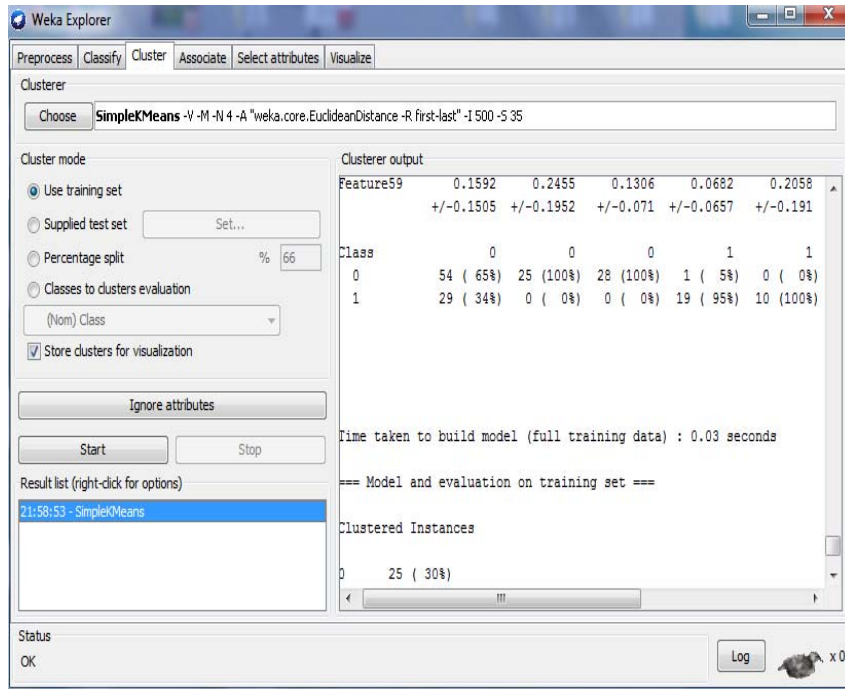 Weka Explorer
Preprocess Classify Cluster Associate Select attributes Visualize
Clusterer
Choose SimpleKMeans -V -M -N 4 -A "weka.core.EuclideanDistance -R first-last" -I 500 -S 35
Cluster mode
Use training set
Supplied test set Set...
Percentage split % 66
Classes to clusters evaluation
(Nom) Class
Store clusters for visualization
Ignore attributes
Start Stop
Result list (right-click for options)
21:58:53 - SimpleKMeans
Clusterer output
Feature59 0.1592 0.2455 0.1306 0.0682 0.2058
+/-0.1505 +/-0.1952 +/-0.071 +/-0.0657 +/-0.191
Class 0 0 0 1 1
0 54 ( 65%) 25 (100%) 28 (100%) 1 ( 5%) 0 ( 0%)
1 29 ( 34%) 0 ( 0%) 0 ( 0%) 19 ( 95%) 10 (100%)
Time taken to build model (full training data) : 0.03 seconds
=== Model and evaluation on training set ===
Clustered Instances
0 25 ( 30%)
Status
OK
Log x 0